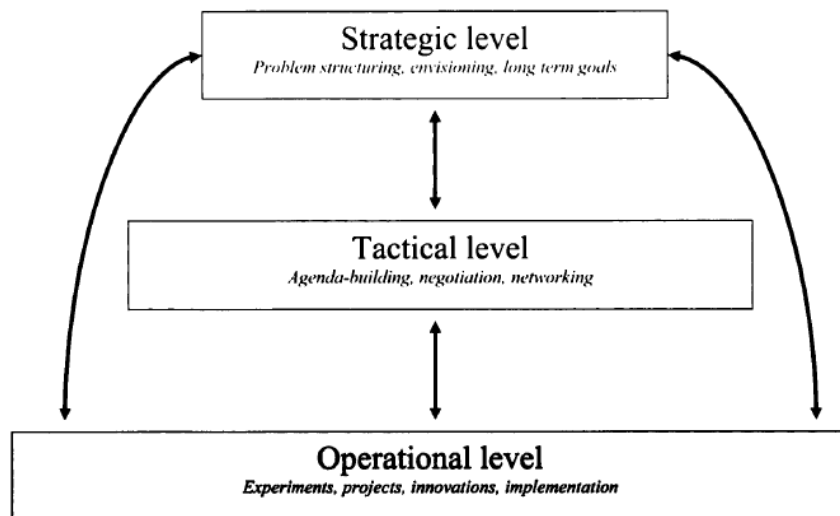 Strategic level
Problem structuring, envisioning, long term goals
Tactical level
Agenda-building, negotiation, networking
Operational level
Experiments, projects, innovations, implementation